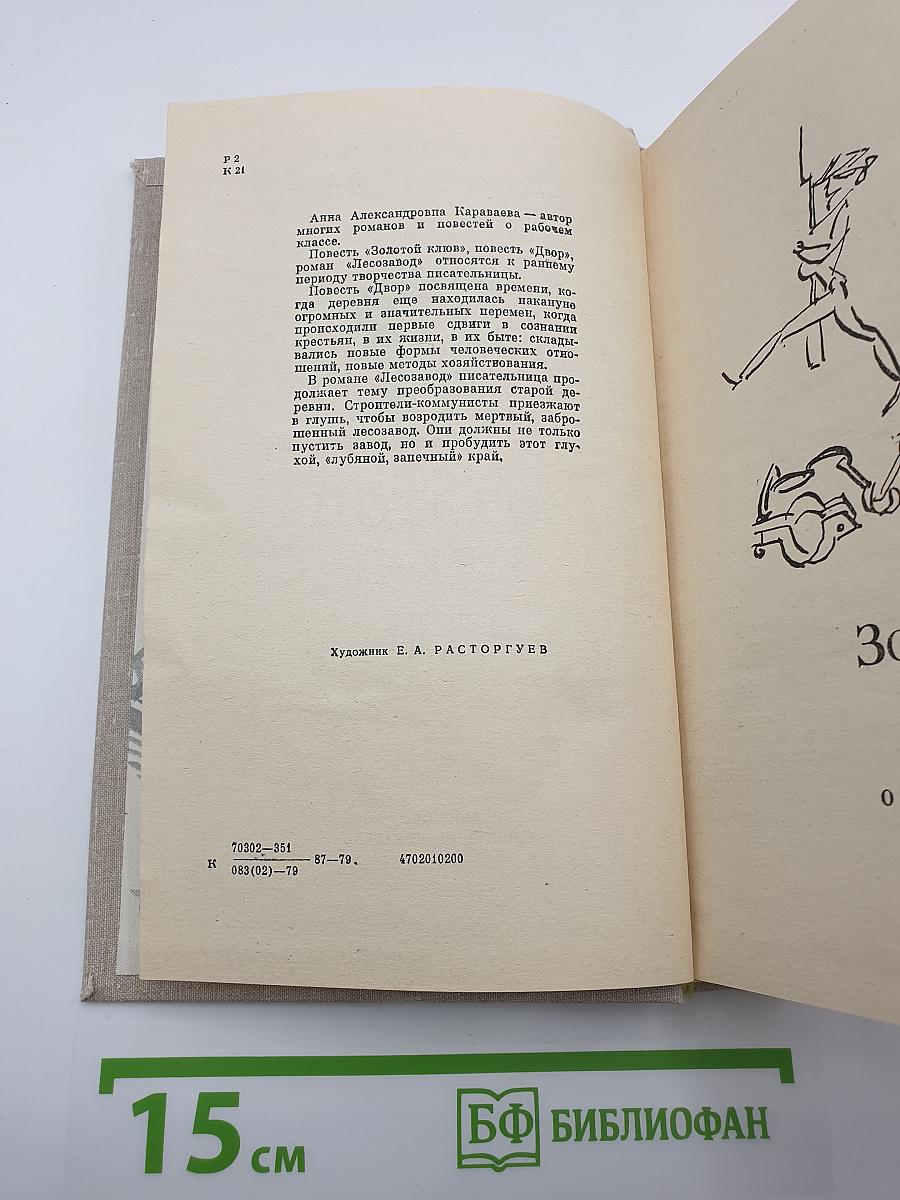 Р 2
К 21
Анна Александровна Караваева — автор
многих романов и повестей о рабочем
классе.
Повесть «Золотой клюв», повесть «Двор»,
роман «Лесозавод» относятся к раннему
периоду творчества писательницы.
Повесть «Двор» посвящена времени, ко-
гда деревня еще находилась накануне
огромных и значительных перемен, когда
происходили первые сдвиги в сознании
крестьян, в их жизни, в их быте: склады-
вались новые формы человеческих отно-
шений, новые методы хозяйствования.
В романе «Лесозавод» писательница про-
должает тему преобразования старой де-
ревни. Строители-коммунисты приезжают
в глушь, чтобы возродить мертвый, забро-
шенный лесозавод. Они должны не только
пустить завод, но и пробудить этот глу-
хой, «лубяной, запечный» край.
Художник Е. А. РАСТОРГУЕВ
70302—351
К 87—79. 4702010200
083(02)—79
Зо
о
15 см
БФ БИБЛИОФАН